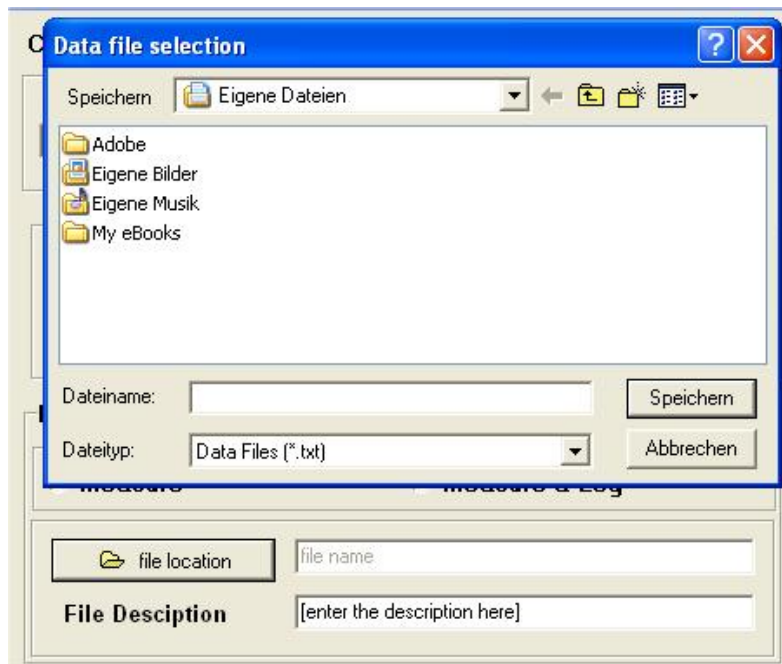 C
Data file selection
Speichern Eigene Dateien
Adobe
Eigene Bilder
Eigene Musik
My eBooks
Dateiname: Speichern
Dateityp: Data Files (*.txt) Abbrechen
file location file name
File Desciption [enter the description here]